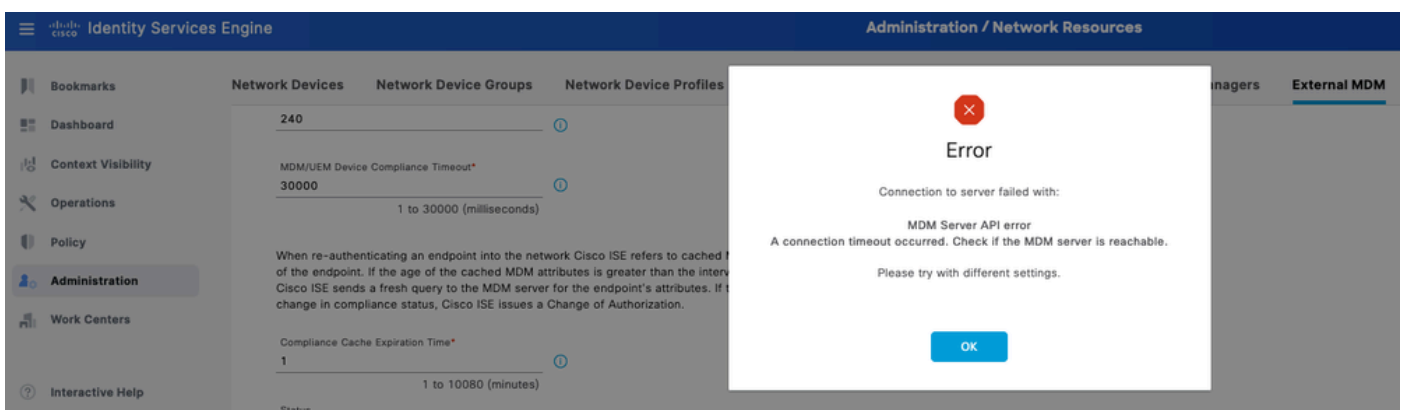 cisco Identity Services Engine
Administration / Network Resources
Bookmarks
Dashboard
Context Visibility
Operations
Policy
Administration
Work Centers
Interactive Help
Network Devices Network Device Groups Network Device Profiles External MDM
240
MDM/UEM Device Compliance Timeout*
30000
1 to 30000 (milliseconds)
When re-authenticating an endpoint into the network Cisco ISE refers to cached
of the endpoint. If the age of the cached MDM attributes is greater than the
Cisco ISE sends a fresh query to the MDM server for the endpoint's attributes. If
change in compliance status, Cisco ISE issues a Change of Authorization.
Compliance Cache Expiration Time*
1
1 to 10080 (minutes)
Error
Connection to server failed with:
MDM Server API error
A connection timeout occurred. Check if the MDM server is reachable.
Please try with different settings.
OK